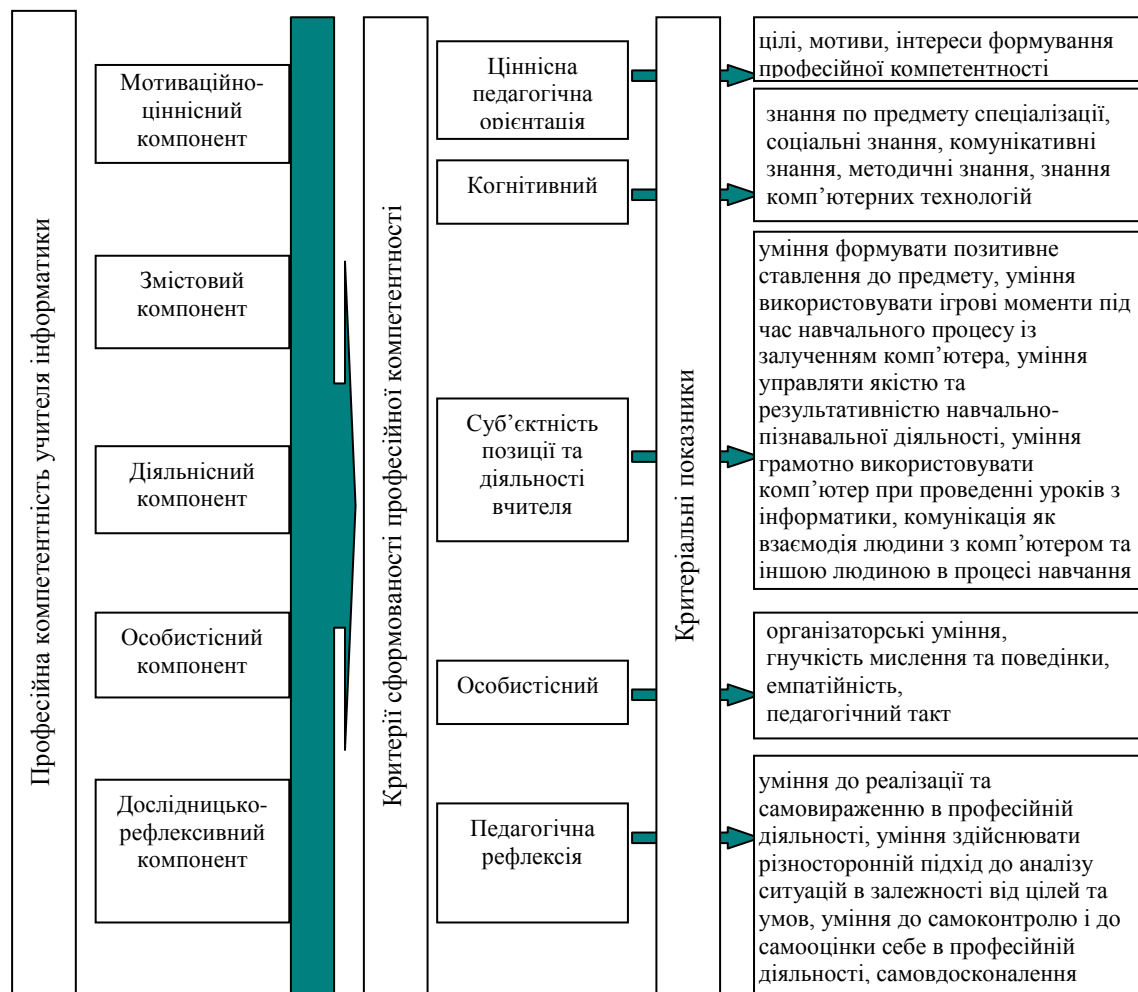 Професійна компетентність учителя інформатики
Мотиваційно-
ціннісний
компонент
Змістовий
компонент
Діяльнісний
компонент
Особистісний
компонент
Дослідницько-
рефлексивний
компонент
Критерії сформованості професійної компетентності
Ціннісна
педагогічна
орієнтація
Когнітивний
Суб’єктність
позиції та
діяльності
вчителя
Особистісний
Педагогічна
рефлексія
Критеріальні показники
цілі, мотиви, інтереси формування
професійної компетентності
знання по предмету спеціалізації,
соціальні знання, комунікативні
знання, методичні знання, знання
комп’ютерних технологій
уміння формувати позитивне
ставлення до предмету, уміння
використовувати ігрові моменти під
час навчального процесу із
залученням комп’ютера, уміння
управляти якістю та
результативністю навчально-
пізнавальної діяльності, уміння
грамотно використовувати
комп’ютер при проведенні уроків з
інформатики, комунікація як
взаємодія людини з комп’ютером та
іншою людиною в процесі навчання
організаторські уміння,
гнучкість мислення та поведінки,
емпатійність,
педагогічний такт
уміння до реалізації та
самовираженню в професійній
діяльності, уміння здійснювати
різносторонній підхід до аналізу
ситуацій в залежності від цілей та
умов, уміння до самоконтролю і до
самооцінки себе в професійній
діяльності, самовдосконалення